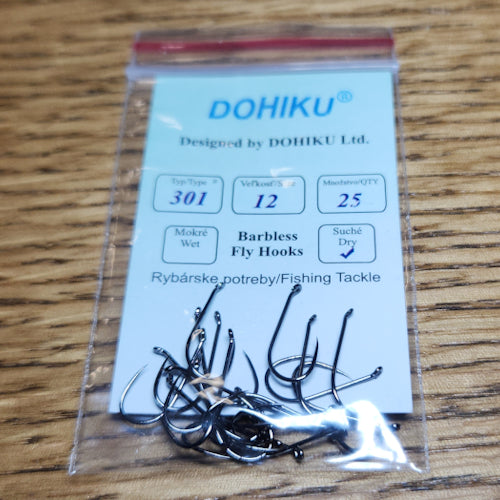 DOHIKU®
Designed by DOHIKU Ltd.
Typ/Type # Veľkosť/Size Množstvo/QTY
301 12 25
Mokré Barbless Suché
Wet Fly Hooks Dry
Rybárske potreby/Fishing Tackle